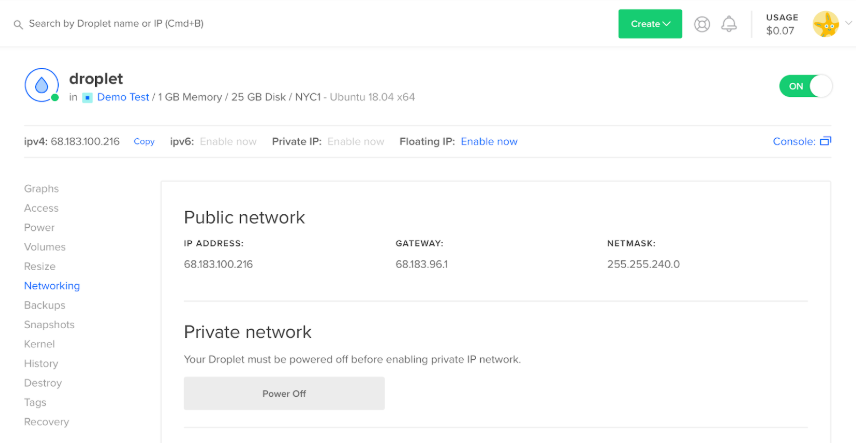 Search by Droplet name or IP (Cmd+B)
Create
USAGE
$0.07
droplet
in Demo Test / 1 GB Memory / 25 GB Disk / NYC1 - Ubuntu 18.04 x64
ON
ipv4: 68.183.100.216 Copy ipv6: Enable now Private IP: Enable now Floating IP: Enable now Console:
Graphs
Access
Power
Volumes
Resize
Networking
Backups
Snapshots
Kernel
History
Destroy
Tags
Recovery
Public network
IP ADDRESS: GATEWAY: NETMASK:
68.183.100.216 68.183.96.1 255.255.240.0
Private network
Your Droplet must be powered off before enabling private IP network.
Power Off